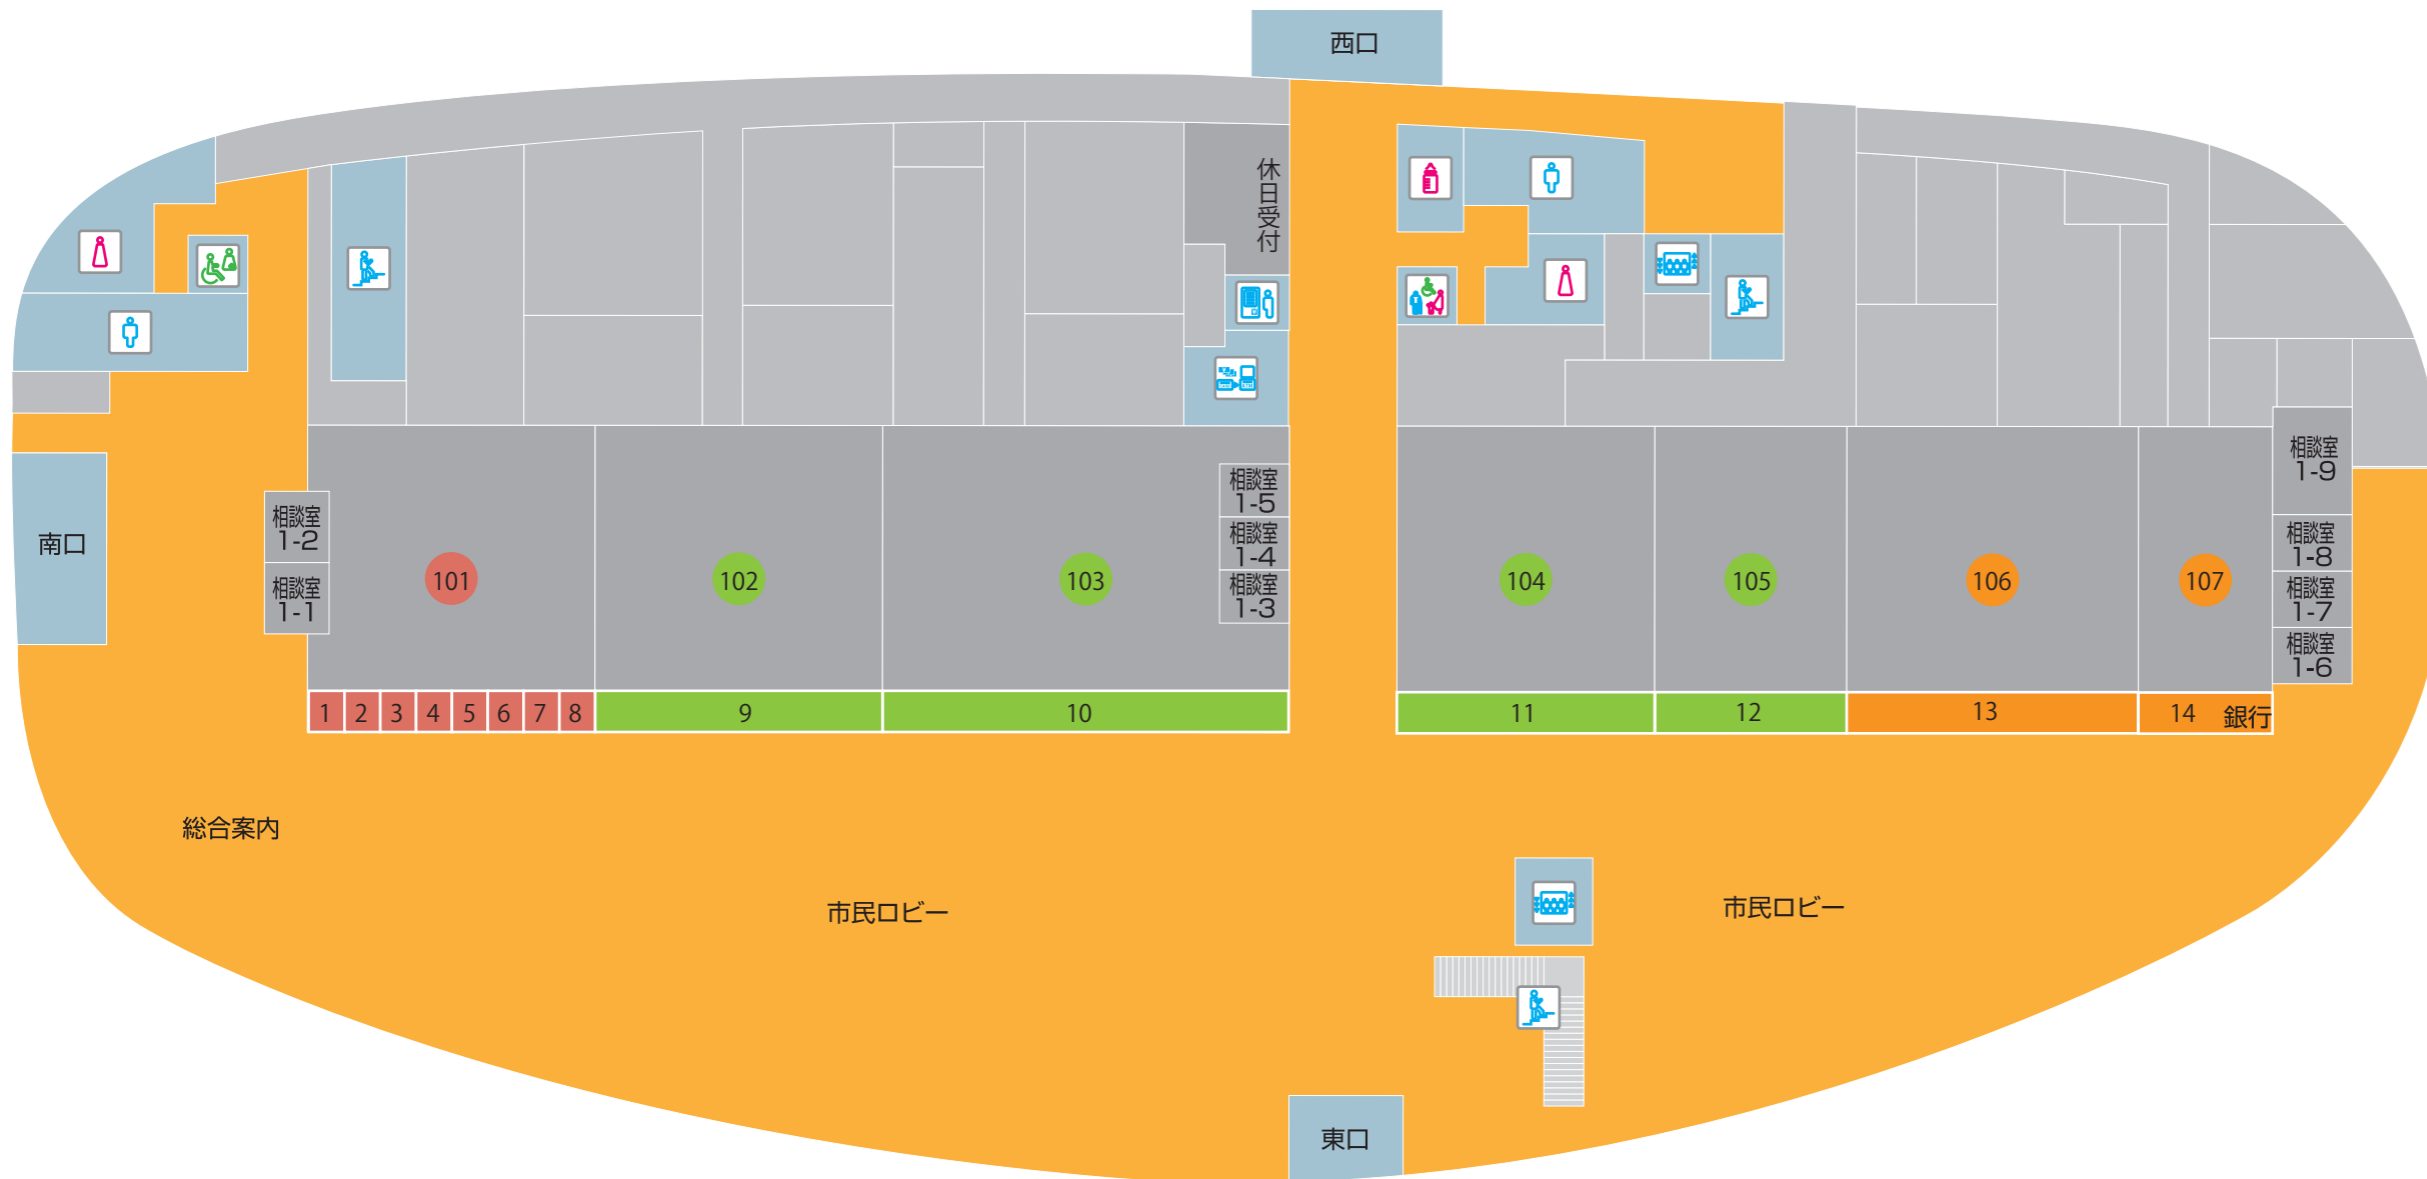 西口
休日受付
南口
相談室
1-2
相談室
1-1
101
102
103
相談室
1-5
相談室
1-4
相談室
1-3
104
105
106
107
相談室
1-9
相談室
1-8
相談室
1-7
相談室
1-6
1 2 3 4 5 6 7 8 9 10 11 12 13 14 銀行
総合案内
市民ロビー
市民ロビー
東口